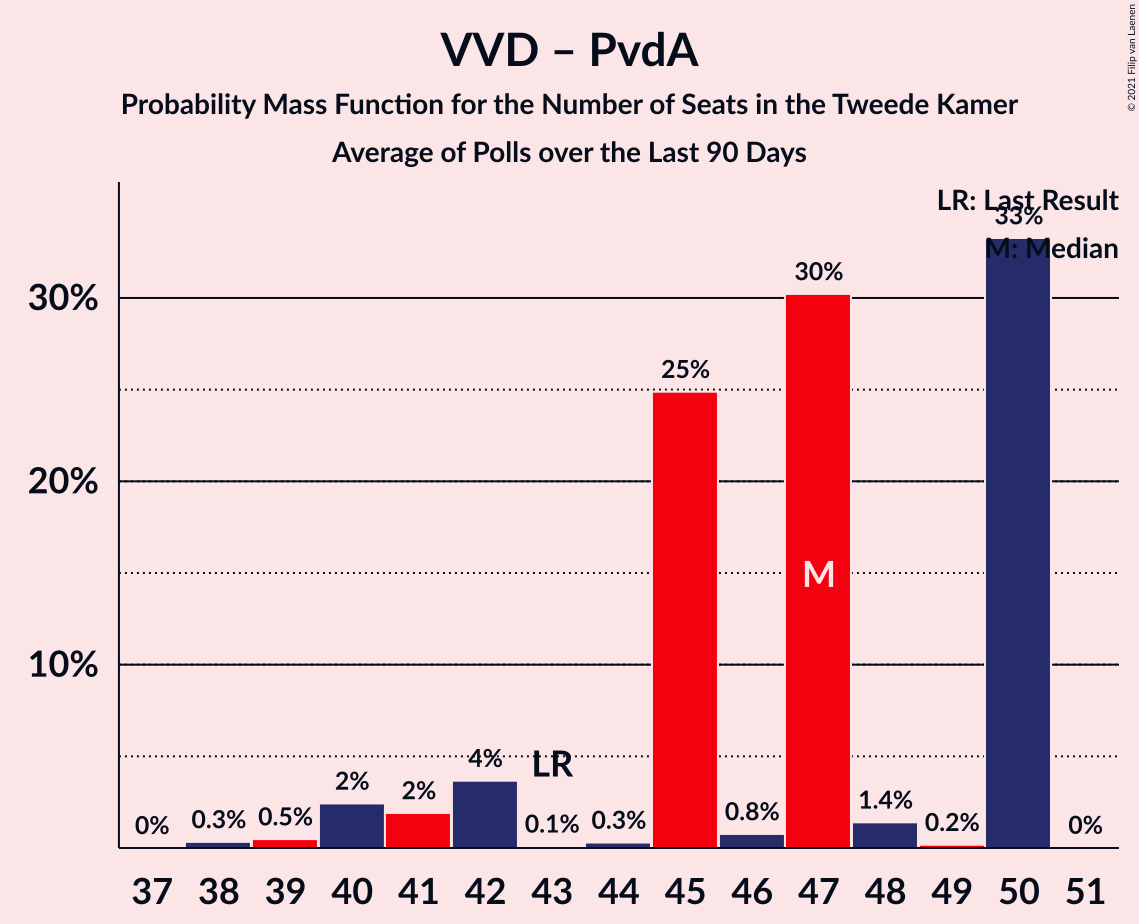 VVD – PvdA
Probability Mass Function for the Number of Seats in the Tweede Kamer
Average of Polls over the Last 90 Days
© 2021 Filip van Laenen
LR: Last Result
M: Median
30%
20%
10%
0%
0.3%
0.5%
2%
2%
4%
0.1%
0.3%
25%
0.8%
30%
1.4%
0.2%
33%
0%
LR
M
37 38 39 40 41 42 43 44 45 46 47 48 49 50 51